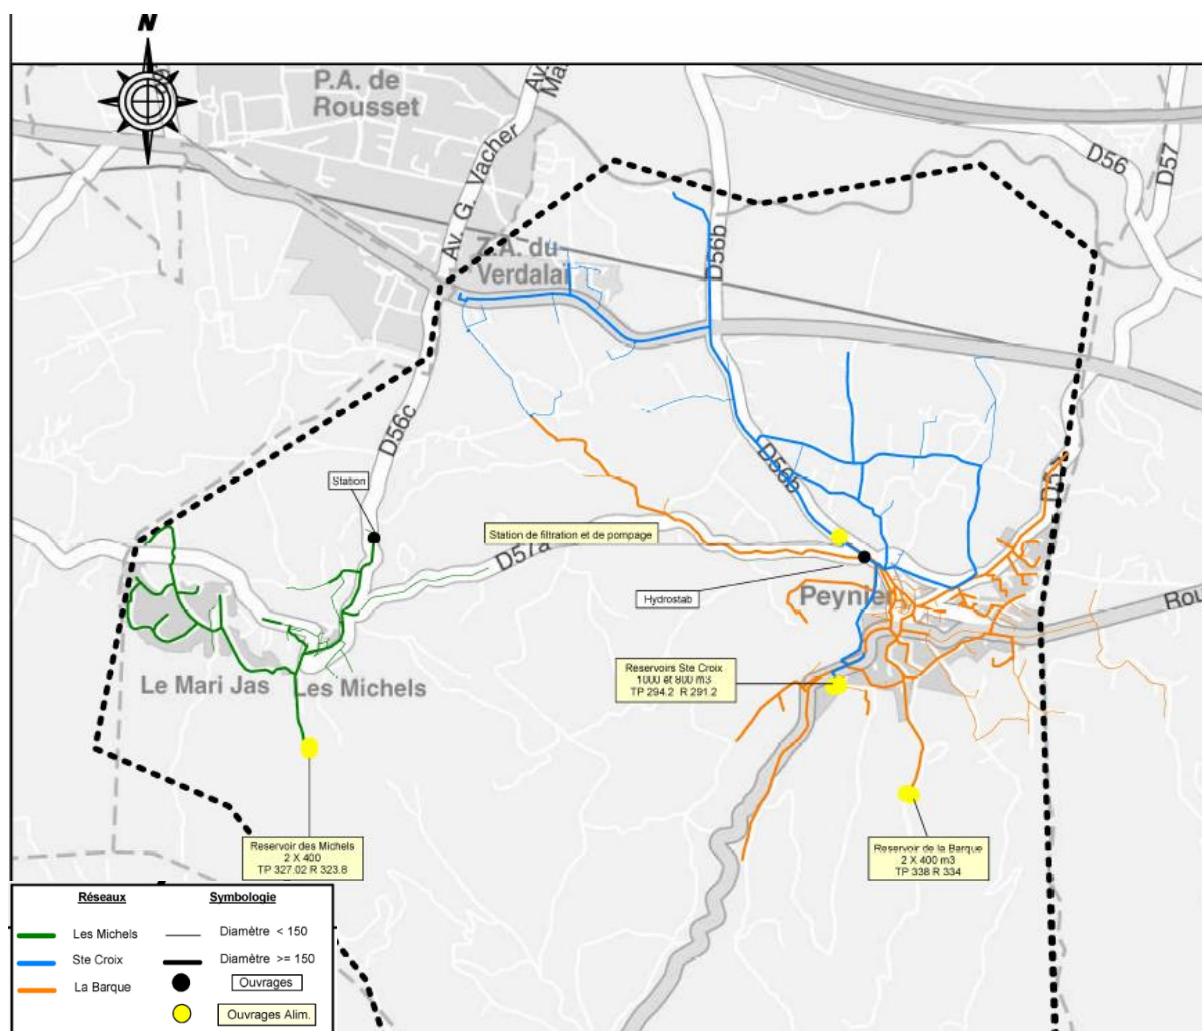 N
P.A. de
Rousset
Av. G. Vacher
Av.
Ma.
D56
D57
D56b
Z.A. du
Verdalaï
D56c
Station
D56b
Station de filtration et de pompage
D57a
Hydrostab
Peynier
Rou
Reservoirs Ste Croix
1000 et 800 m3
TP 294.2 R 291.2
Le Mari Jas
Les Michels
Reservoir des Michels
2 X 400
TP 327.02 R 323.8
Reservoir de la Barque
2 X 400 m3
TP 338 R 334
Réseaux
Symbologie
Les Michels
Diamètre < 150
Ste Croix
Diamètre >= 150
La Barque
Ouvrages
Ouvrages Alim.